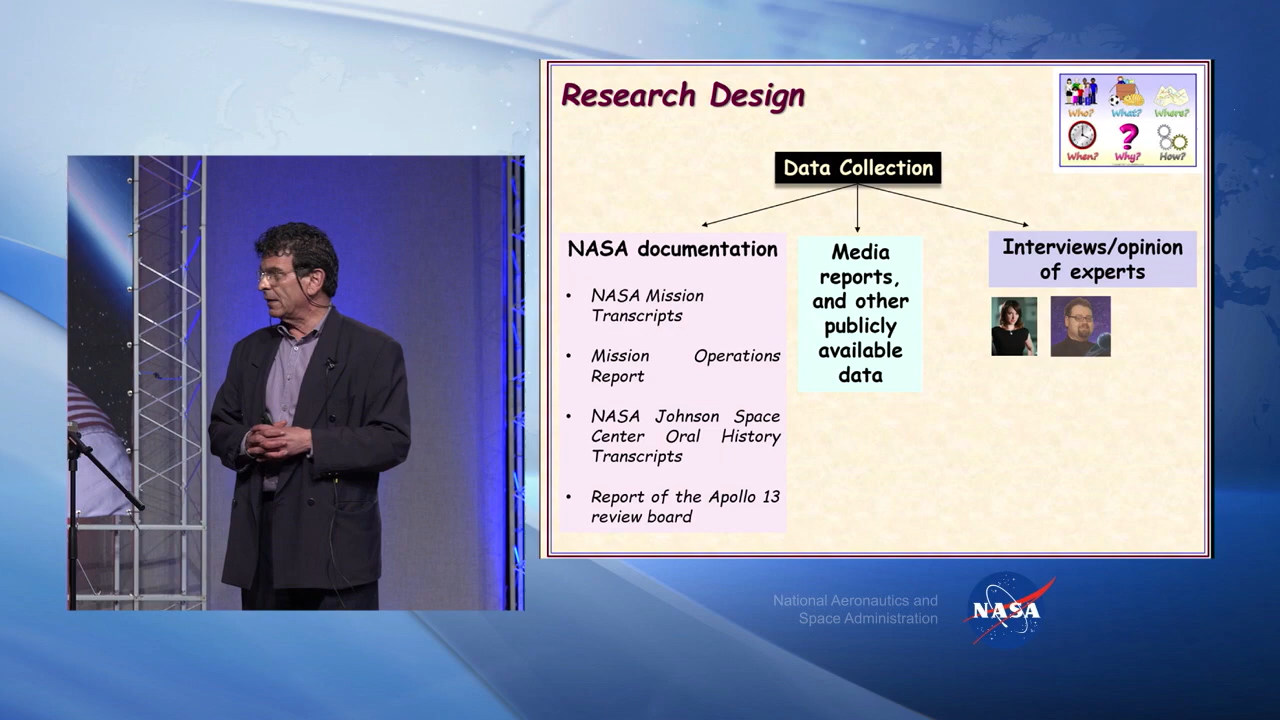 Research Design
Who?
What?
Where?
When?
Why?
How?
Data Collection
NASA documentation
• NASA Mission
Transcripts
• Mission Operations
Report
• NASA Johnson Space
Center Oral History
Transcripts
• Report of the Apollo 13
review board
Media
reports,
and other
publicly
available
data
Interviews/opinion
of experts
National Aeronautics and
Space Administration
NASA